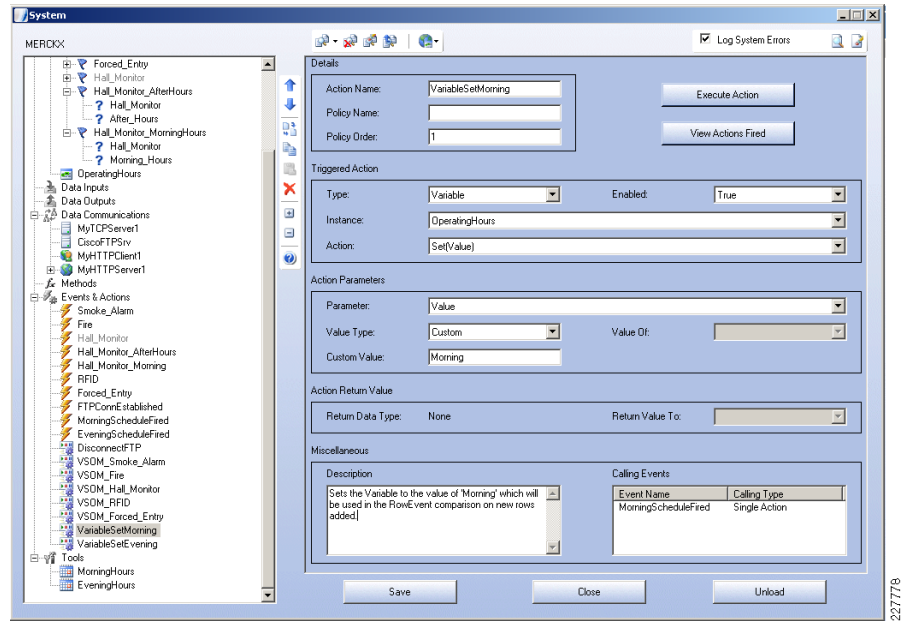 System
MERCKX
Log System Errors
Forced_Entry
Hall_Monitor
Hall_Monitor_AfterHours
? Hall_Monitor
? After_Hours
Hall_Monitor_MorningHours
? Hall_Monitor
? Morning_Hours
OperatingHours
Data Inputs
Data Outputs
Data Communications
MyTCPServer1
CiscoFTPSrv
MyHTTPClient1
MyHTTPServer1
fx Methods
Events & Actions
Smoke_Alarm
Fire
Hall_Monitor
Hall_Monitor_AfterHours
Hall_Monitor_Morning
RFID
Forced_Entry
FTPConnEstablished
MorningScheduleFired
EveningScheduleFired
DisconnectFTP
VSOM_Smoke_Alarm
VSOM_Fire
VSOM_Hall_Monitor
VSOM_RFID
VSOM_Forced_Entry
VariableSetMorning
VariableSetEvening
Tools
MorningHours
EveningHours
Details
Action Name: VariableSetMorning
Policy Name:
Policy Order: 1
Execute Action
View Actions Fired
Triggered Action
Type: Variable Enabled: True
Instance: OperatingHours
Action: Set(Value)
Action Parameters
Parameter: Value
Value Type: Custom Value Of:
Custom Value: Morning
Action Return Value
Return Data Type: None Return Value To:
Miscellaneous
Description
Sets the Variable to the value of 'Morning' which will
be used in the RowEvent comparison on new rows
added.
Calling Events
Event Name Calling Type
MorningScheduleFired Single Action
Save Close Unload
227778